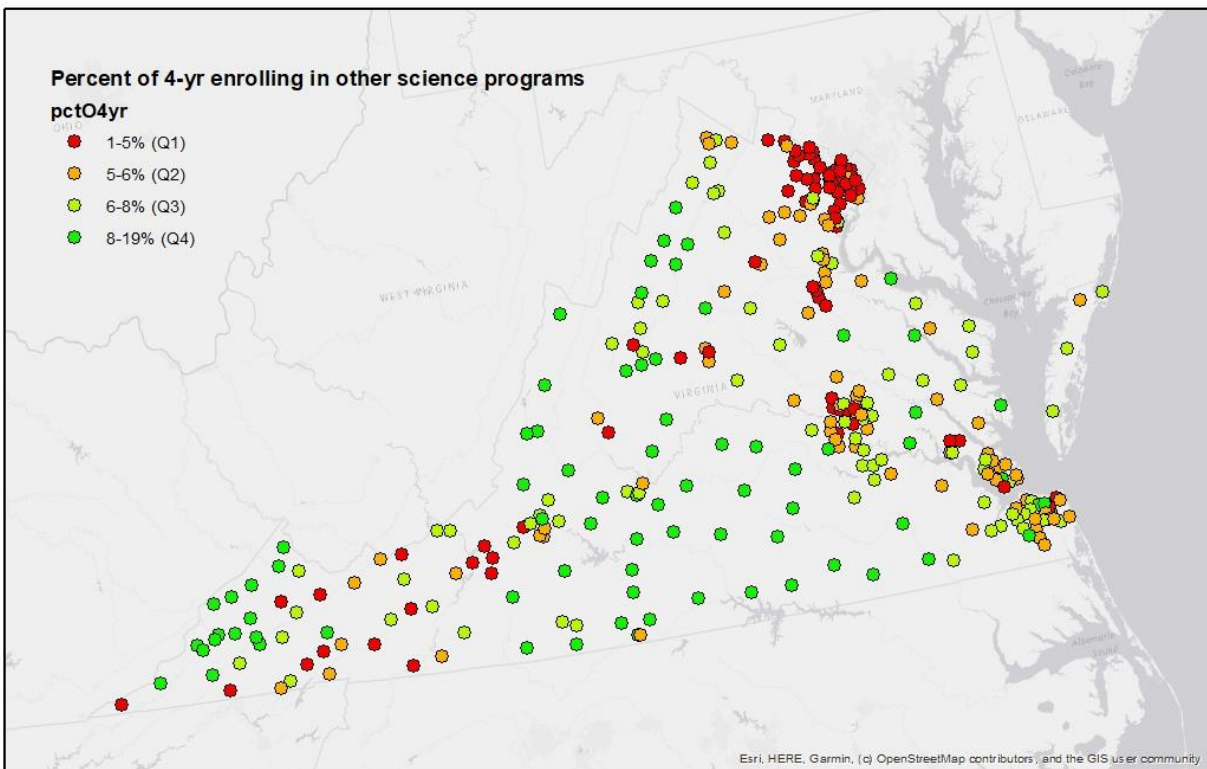 Percent of 4-yr enrolling in other science programs
pctO4yr
1-5% (Q1)
5-6% (Q2)
6-8% (Q3)
8-19% (Q4)
OHIO
MARYLAND
Delaware
Bay
DELAWARE
WEST VIRGINIA
Chesapeake
Bay
VIRGINIA
Albemarle
Sound
Esri, HERE, Garmin, (c) OpenStreetMap contributors, and the GIS user community